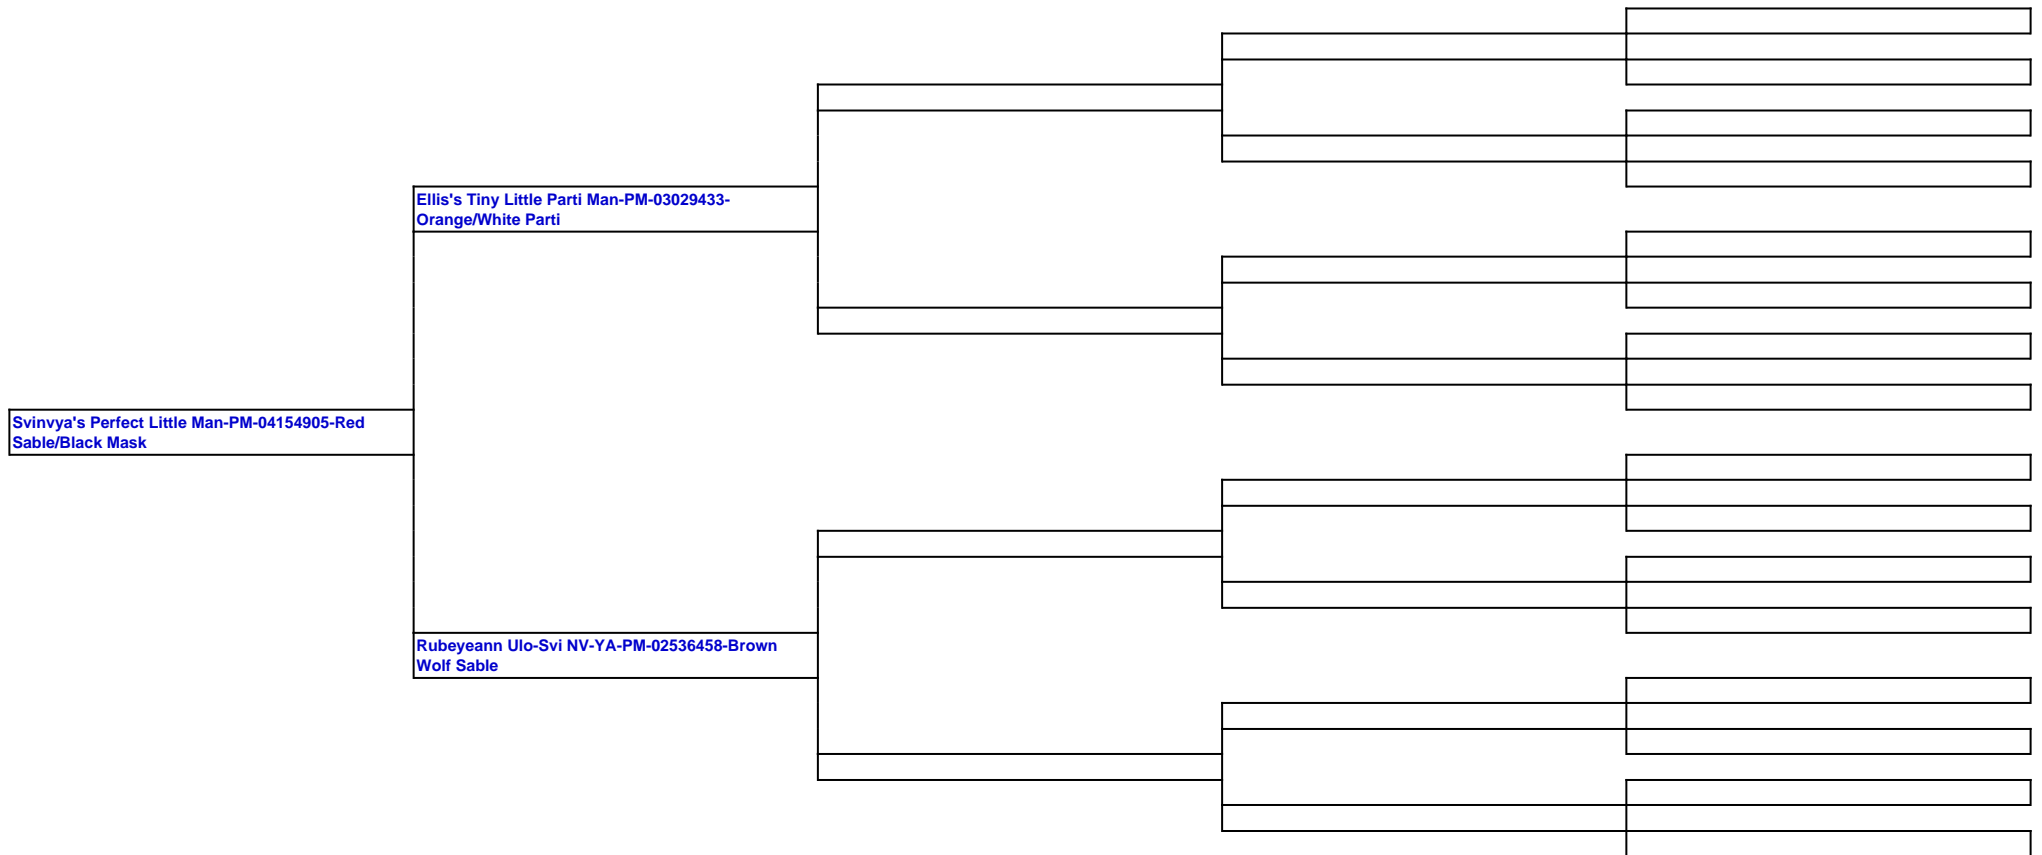 Ellis's Tiny Little Parti Man-PM-03029433-
Orange/White Parti
Svinvya's Perfect Little Man-PM-04154905-Red
Sable/Black Mask
Rubeyeann Ulo-Svi NV-YA-PM-02536458-Brown
Wolf Sable